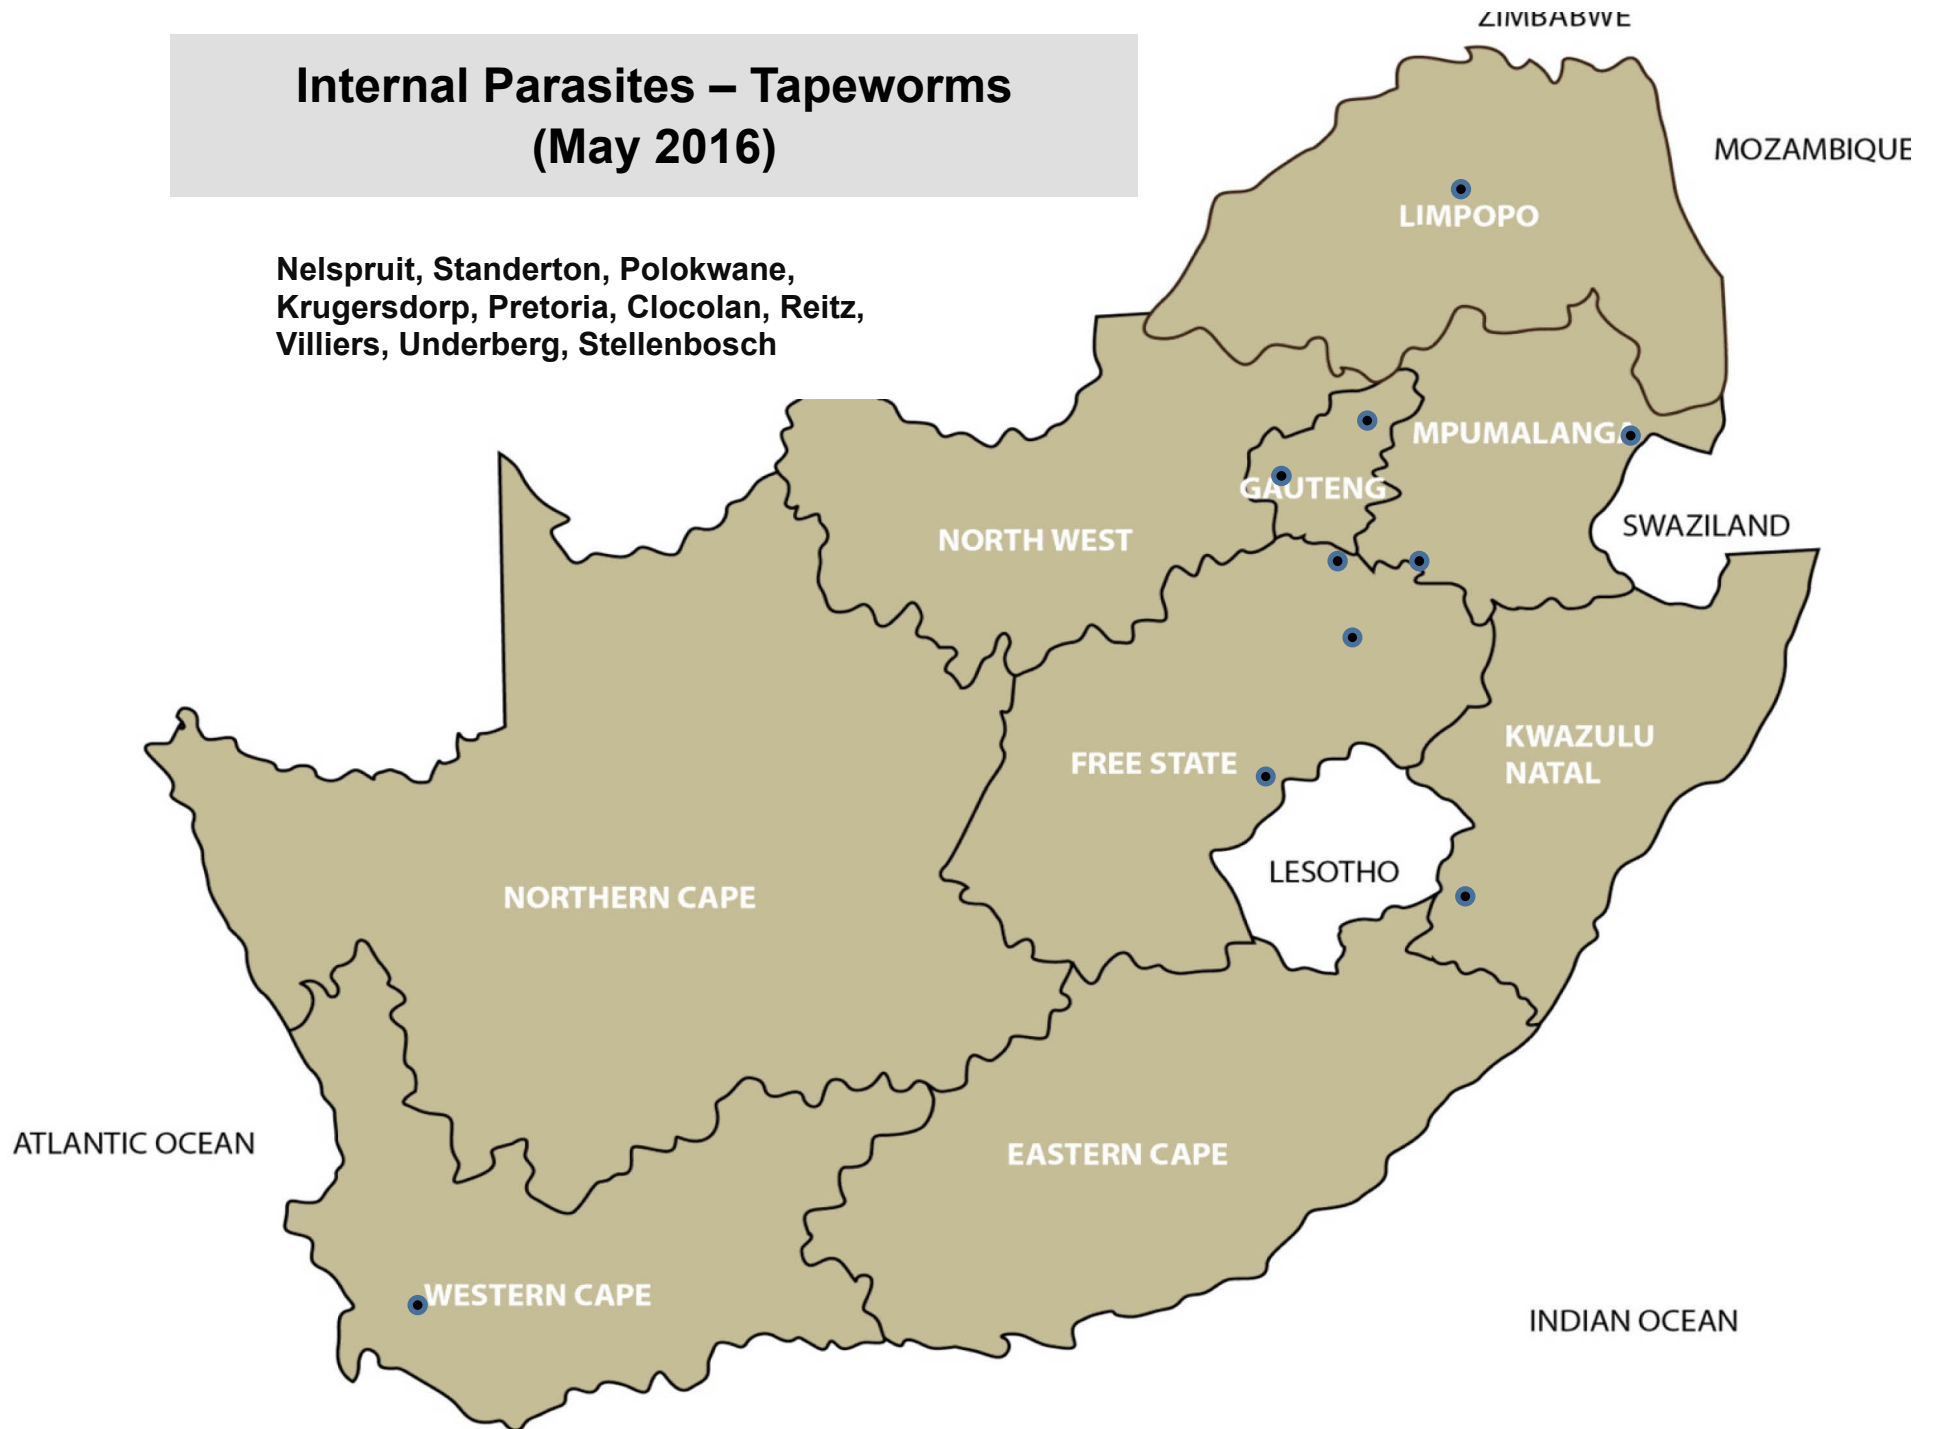 ZIMBABWE
Internal Parasites – Tapeworms
(May 2016)
MOZAMBIQUE
LIMPOPO
Nelspruit, Standerton, Polokwane,
Krugersdorp, Pretoria, Clocolan, Reitz,
Villiers, Underberg, Stellenbosch
MPUMALANGA
GAUTENG
SWAZILAND
NORTH WEST
KWAZULU
NATAL
FREE STATE
LESOTHO
NORTHERN CAPE
ATLANTIC OCEAN
EASTERN CAPE
WESTERN CAPE
INDIAN OCEAN